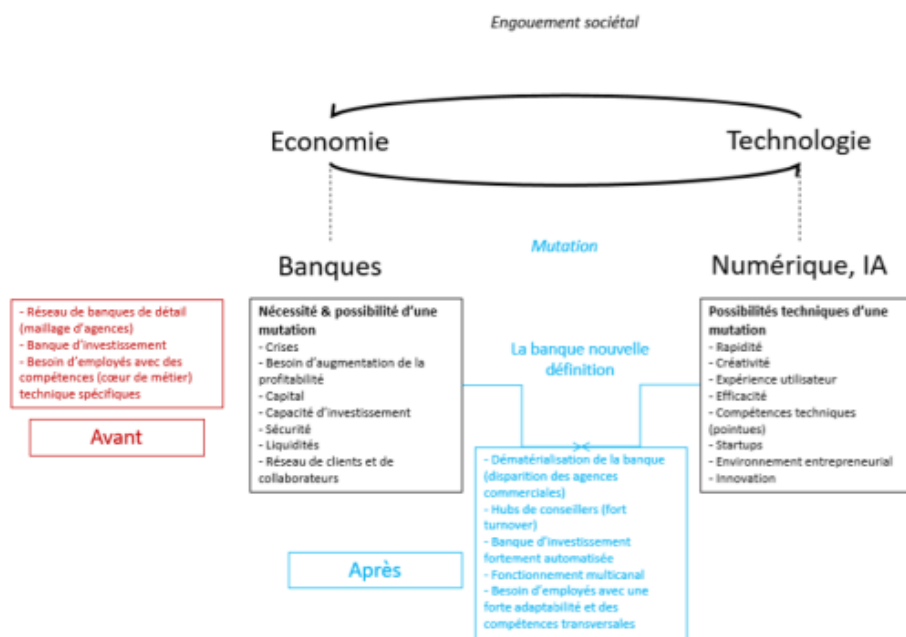 Engouement sociétal
Economie
Technologie
Mutation
Banques
Numérique, IA
- Réseau de banques de détail
(maillage d'agences)
- Banque d'investissement
- Besoin d'employés avec des
compétences (cœur de métier)
technique spécifiques
Avant
Nécessité & possibilité d'une
mutation
- Crises
- Besoin d'augmentation de la
profitabilité
- Capital
- Capacité d'investissement
- Sécurité
- Liquidités
- Réseau de clients et de
collaborateurs
La banque nouvelle
définition
Possibilités techniques d'une
mutation
- Rapidité
- Créativité
- Expérience utilisateur
- Efficacité
- Compétences techniques
(pointues)
- Startups
- Environnement entrepreneurial
- Innovation
Après
- Dématérialisation de la banque
(disparition des agences
commerciales)
- Hubs de conseillers (fort
turnover)
- Banque d'investissement
fortement automatisée
- Fonctionnement multicanal
- Besoin d'employés avec une
forte adaptabilité et des
compétences transversales